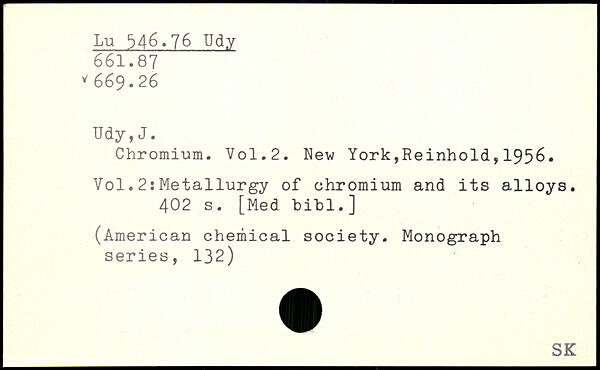 Lu 546.76 Udy
661.87
v 669.26
Udy,J.
Chromium. Vol.2. New York,Reinhold,1956.
Vol.2:Metallurgy of chromium and its alloys.
402 s. [Med bibl.]
(American chemical society. Monograph
series, 132)
SK